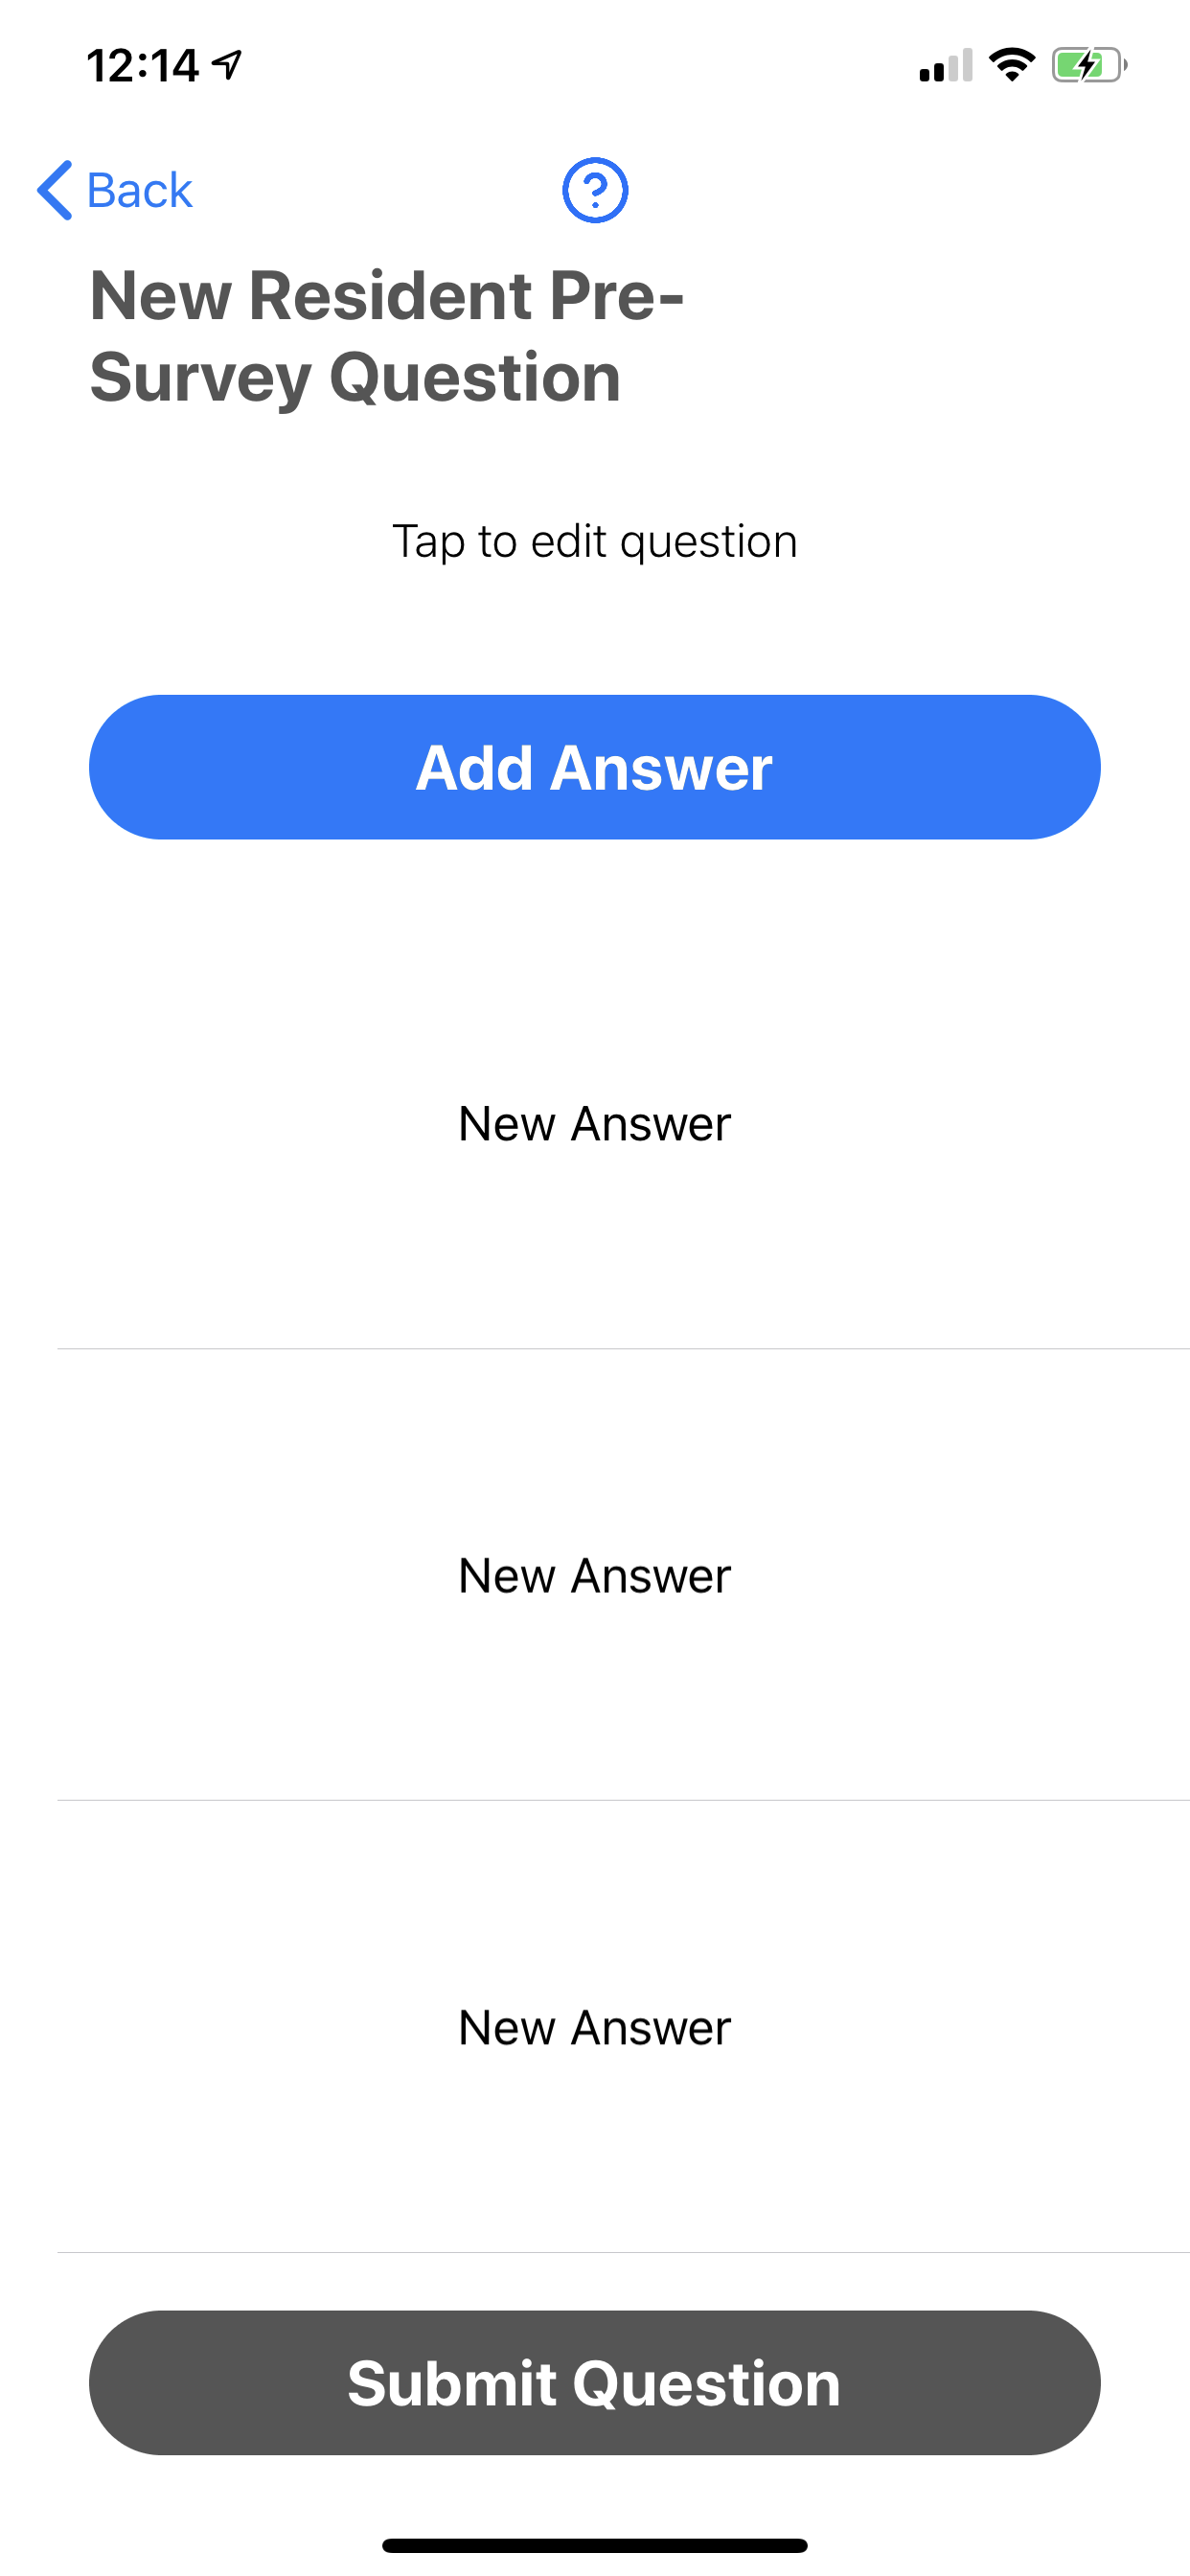 12:14
Back
New Resident Pre-
Survey Question
Tap to edit question
Add Answer
New Answer
New Answer
New Answer
Submit Question